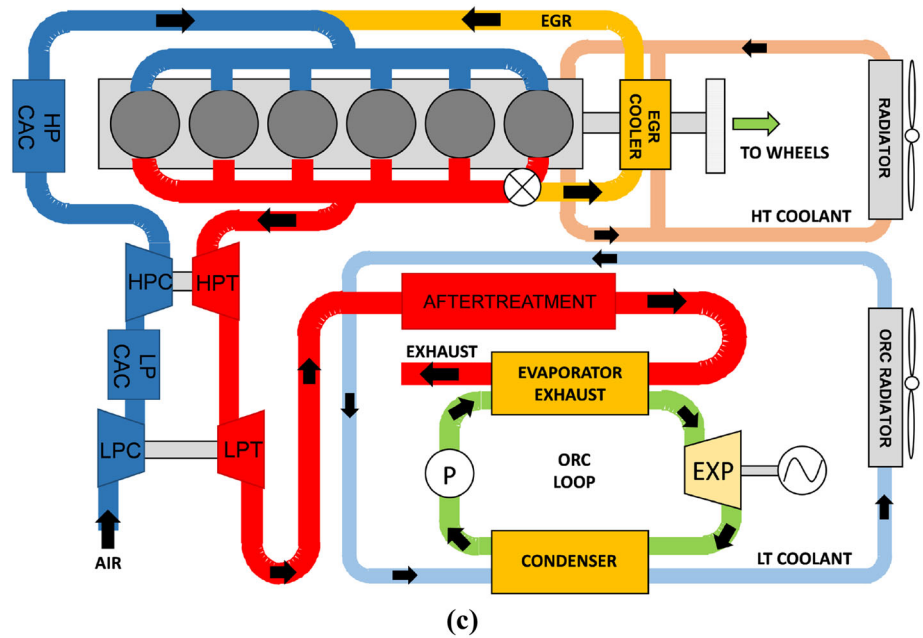 EGR
HP
CAC
EGR
COOLER
RADIATOR
TO WHEELS
HT COOLANT
HPC
HPT
AFTERTREATMENT
LP
CAC
EXHAUST
EVAPORATOR
EXHAUST
ORC RADIATOR
LPC
LPT
P
ORC
LOOP
EXP
AIR
CONDENSER
LT COOLANT
(c)